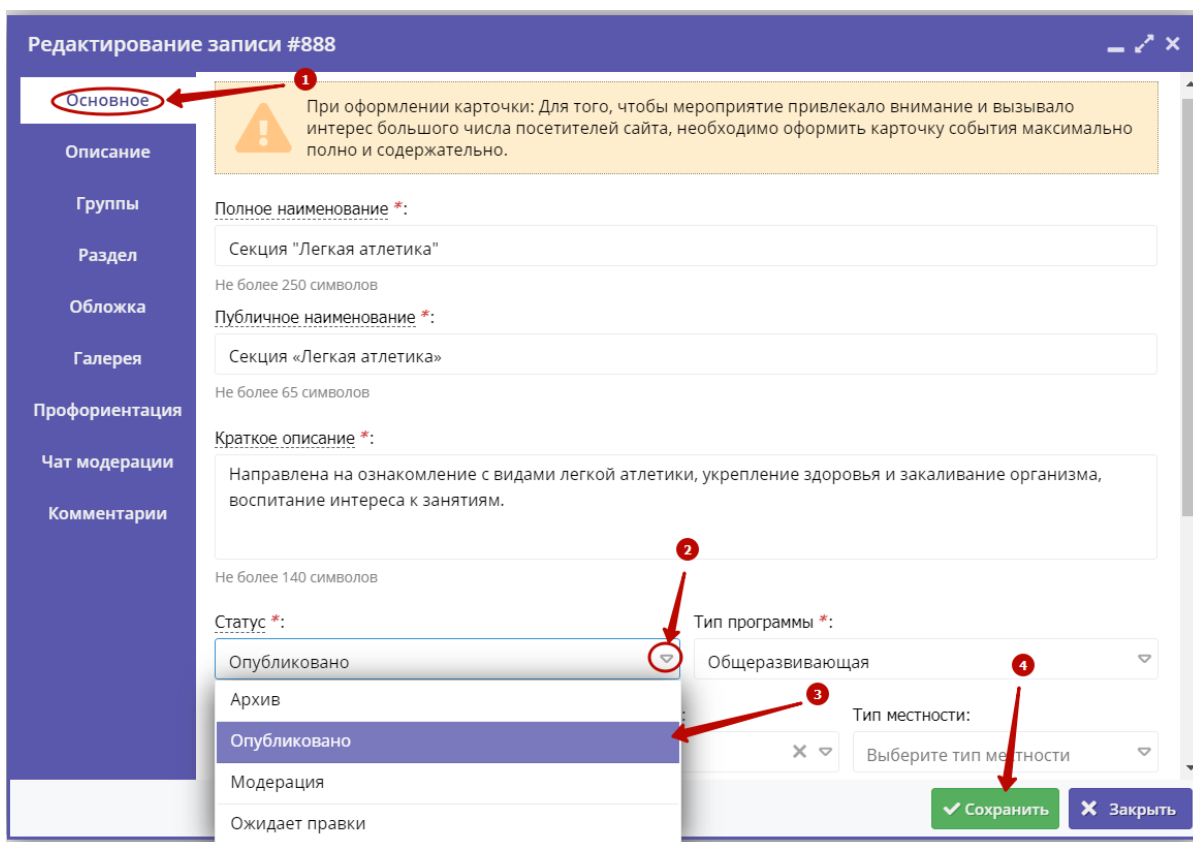 Редактирование записи #888
Основное
1
При оформлении карточки: Для того, чтобы мероприятие привлекало внимание и вызывало
интерес большого числа посетителей сайта, необходимо оформить карточку события максимально
полно и содержательно.
Описание
Группы
Раздел
Обложка
Галерея
Профориентация
Чат модерации
Комментарии
Полное наименование *:
Секция "Легкая атлетика"
Не более 250 символов
Публичное наименование *:
Секция «Легкая атлетика»
Не более 65 символов
Краткое описание *:
Направлена на ознакомление с видами легкой атлетики, укрепление здоровья и закаливание организма,
воспитание интереса к занятиям.
Не более 140 символов
2
Статус *:
Тип программы *:
Опубликовано
Общеразвивающая
4
Архив
3
:
Тип местности:
Опубликовано
Выберите тип местности
Модерация
Ожидает правки
Сохранить
Закрыть